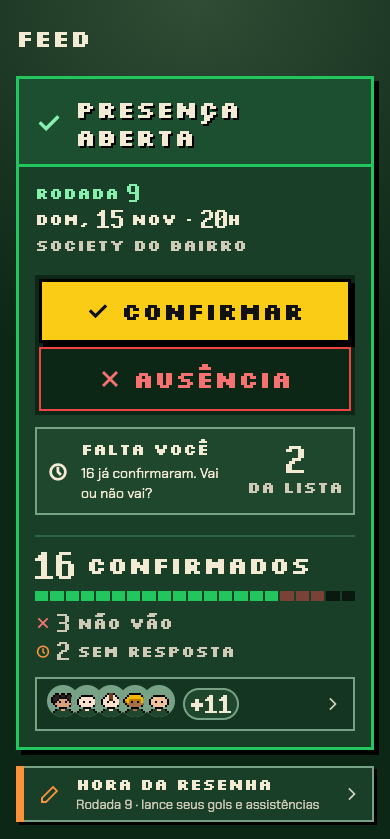 FEED
PRESENÇA
ABERTA
RODADA 9
DOM, 15 NOV · 20H
SOCIETY DO BAIRRO
CONFIRMAR
AUSÊNCIA
FALTA VOCÊ
16 já confirmaram. Vai
ou não vai?
2
DA LISTA
16 CONFIRMADOS
3 NÃO VÃO
2 SEM RESPOSTA
+11
HORA DA RESENHA
Rodada 9 · lance seus gols e assistências